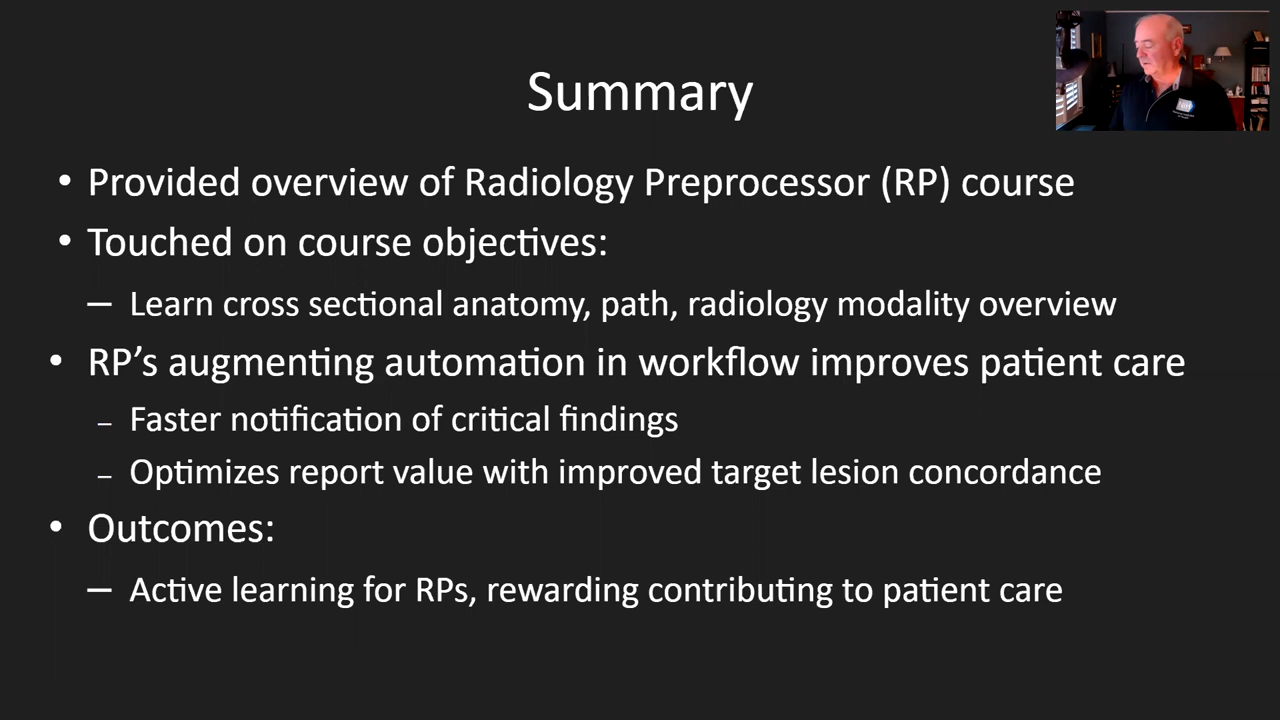 Summary
• Provided overview of Radiology Preprocessor (RP) course
• Touched on course objectives:
– Learn cross sectional anatomy, path, radiology modality overview
• RP’s augmenting automation in workflow improves patient care
– Faster notification of critical findings
– Optimizes report value with improved target lesion concordance
• Outcomes:
– Active learning for RPs, rewarding contributing to patient care